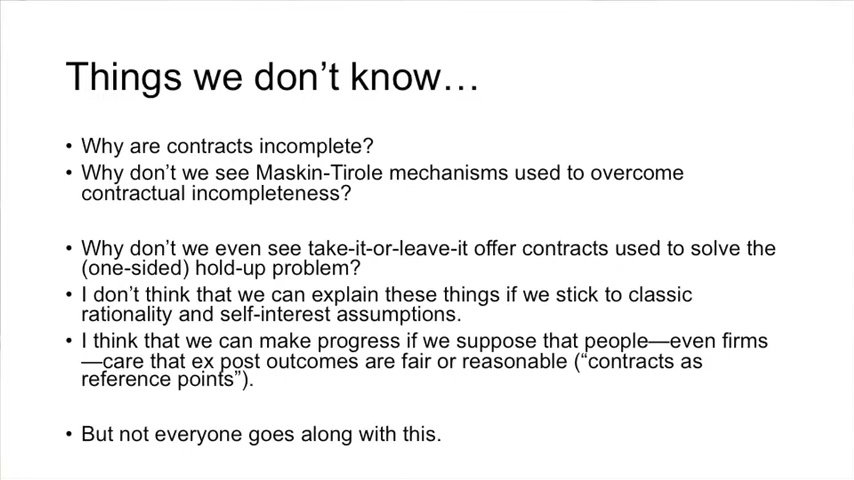 Things we don't know…
• Why are contracts incomplete?
• Why don't we see Maskin-Tirole mechanisms used to overcome
contractual incompleteness?
• Why don't we even see take-it-or-leave-it offer contracts used to solve the
(one-sided) hold-up problem?
• I don't think that we can explain these things if we stick to classic
rationality and self-interest assumptions.
• I think that we can make progress if we suppose that people—even firms
—care that ex post outcomes are fair or reasonable (“contracts as
reference points”).
• But not everyone goes along with this.